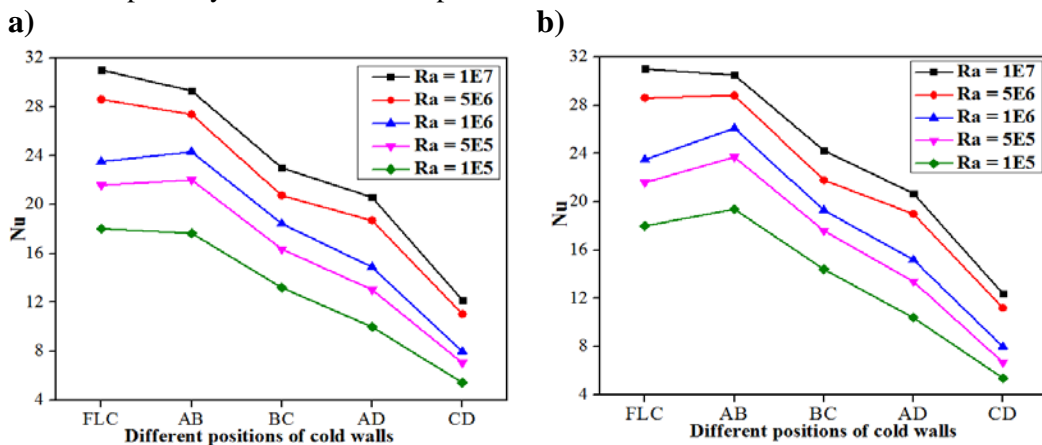 a)
b)
32
28
24
20
16
12
8
4
Nu
Ra = 1E7
Ra = 5E6
Ra = 1E6
Ra = 5E5
Ra = 1E5
FLC AB BC AD CD
Different positions of cold walls
32
28
24
20
16
12
8
4
Nu
Ra = 1E7
Ra = 5E6
Ra = 1E6
Ra = 5E5
Ra = 1E5
FLC AB BC AD CD
Different positions of cold walls